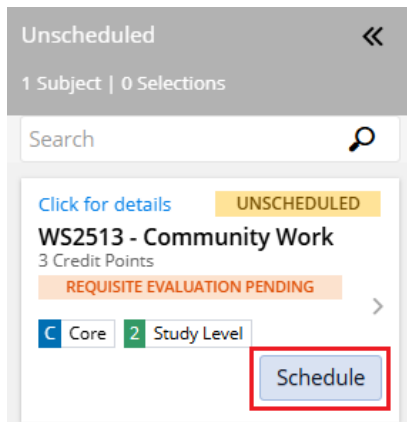 Unscheduled
1 Subject | 0 Selections
Search
Click for details UNSCHEDULED
WS2513 - Community Work
3 Credit Points
REQUISITE EVALUATION PENDING
C Core 2 Study Level
Schedule